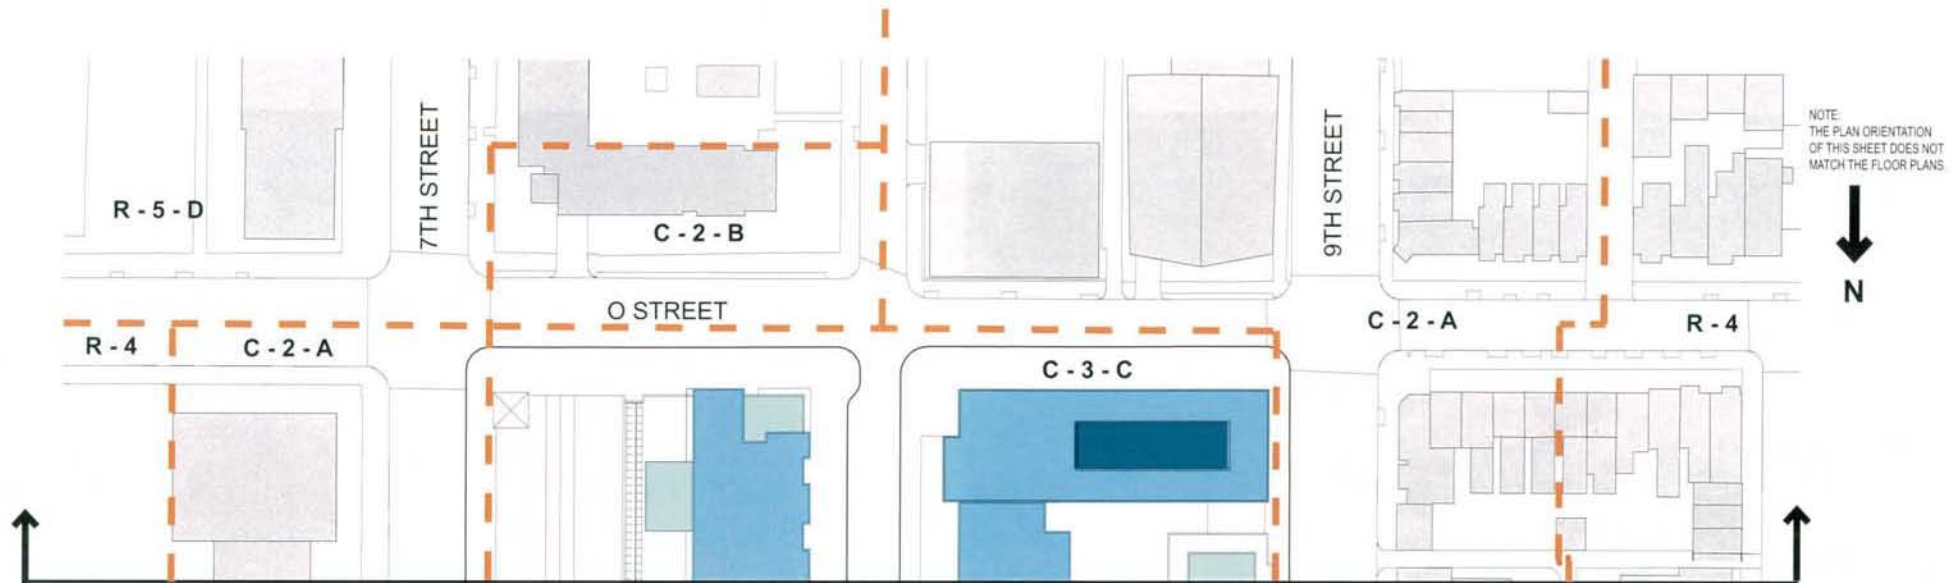 NOTE:
THE PLAN ORIENTATION
OF THIS SHEET DOES NOT
MATCH THE FLOOR PLANS.
7TH STREET
9TH STREET
R - 5 - D
C - 2 - B
N
O STREET
C - 2 - A
R - 4
R - 4
C - 2 - A
C - 3 - C